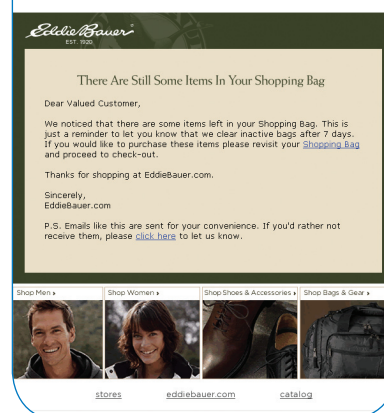 Eddie Bauer
EST. 1920
There Are Still Some Items In Your Shopping Bag
Dear Valued Customer,
We noticed that there are some items left in your Shopping Bag. This is
just a reminder to let you know that we clear inactive bags after 7 days.
If you would like to purchase these items please revisit your Shopping Bag
and proceed to check-out.
Thanks for shopping at EddieBauer.com.
Sincerely,
EddieBauer.com
P.S. Emails like this are sent for your convenience. If you'd rather not
receive them, please click here to let us know.
Shop Men Shop Women Shop Shoes & Accessories Shop Bags & Gear
stores eddiebauer.com catalog